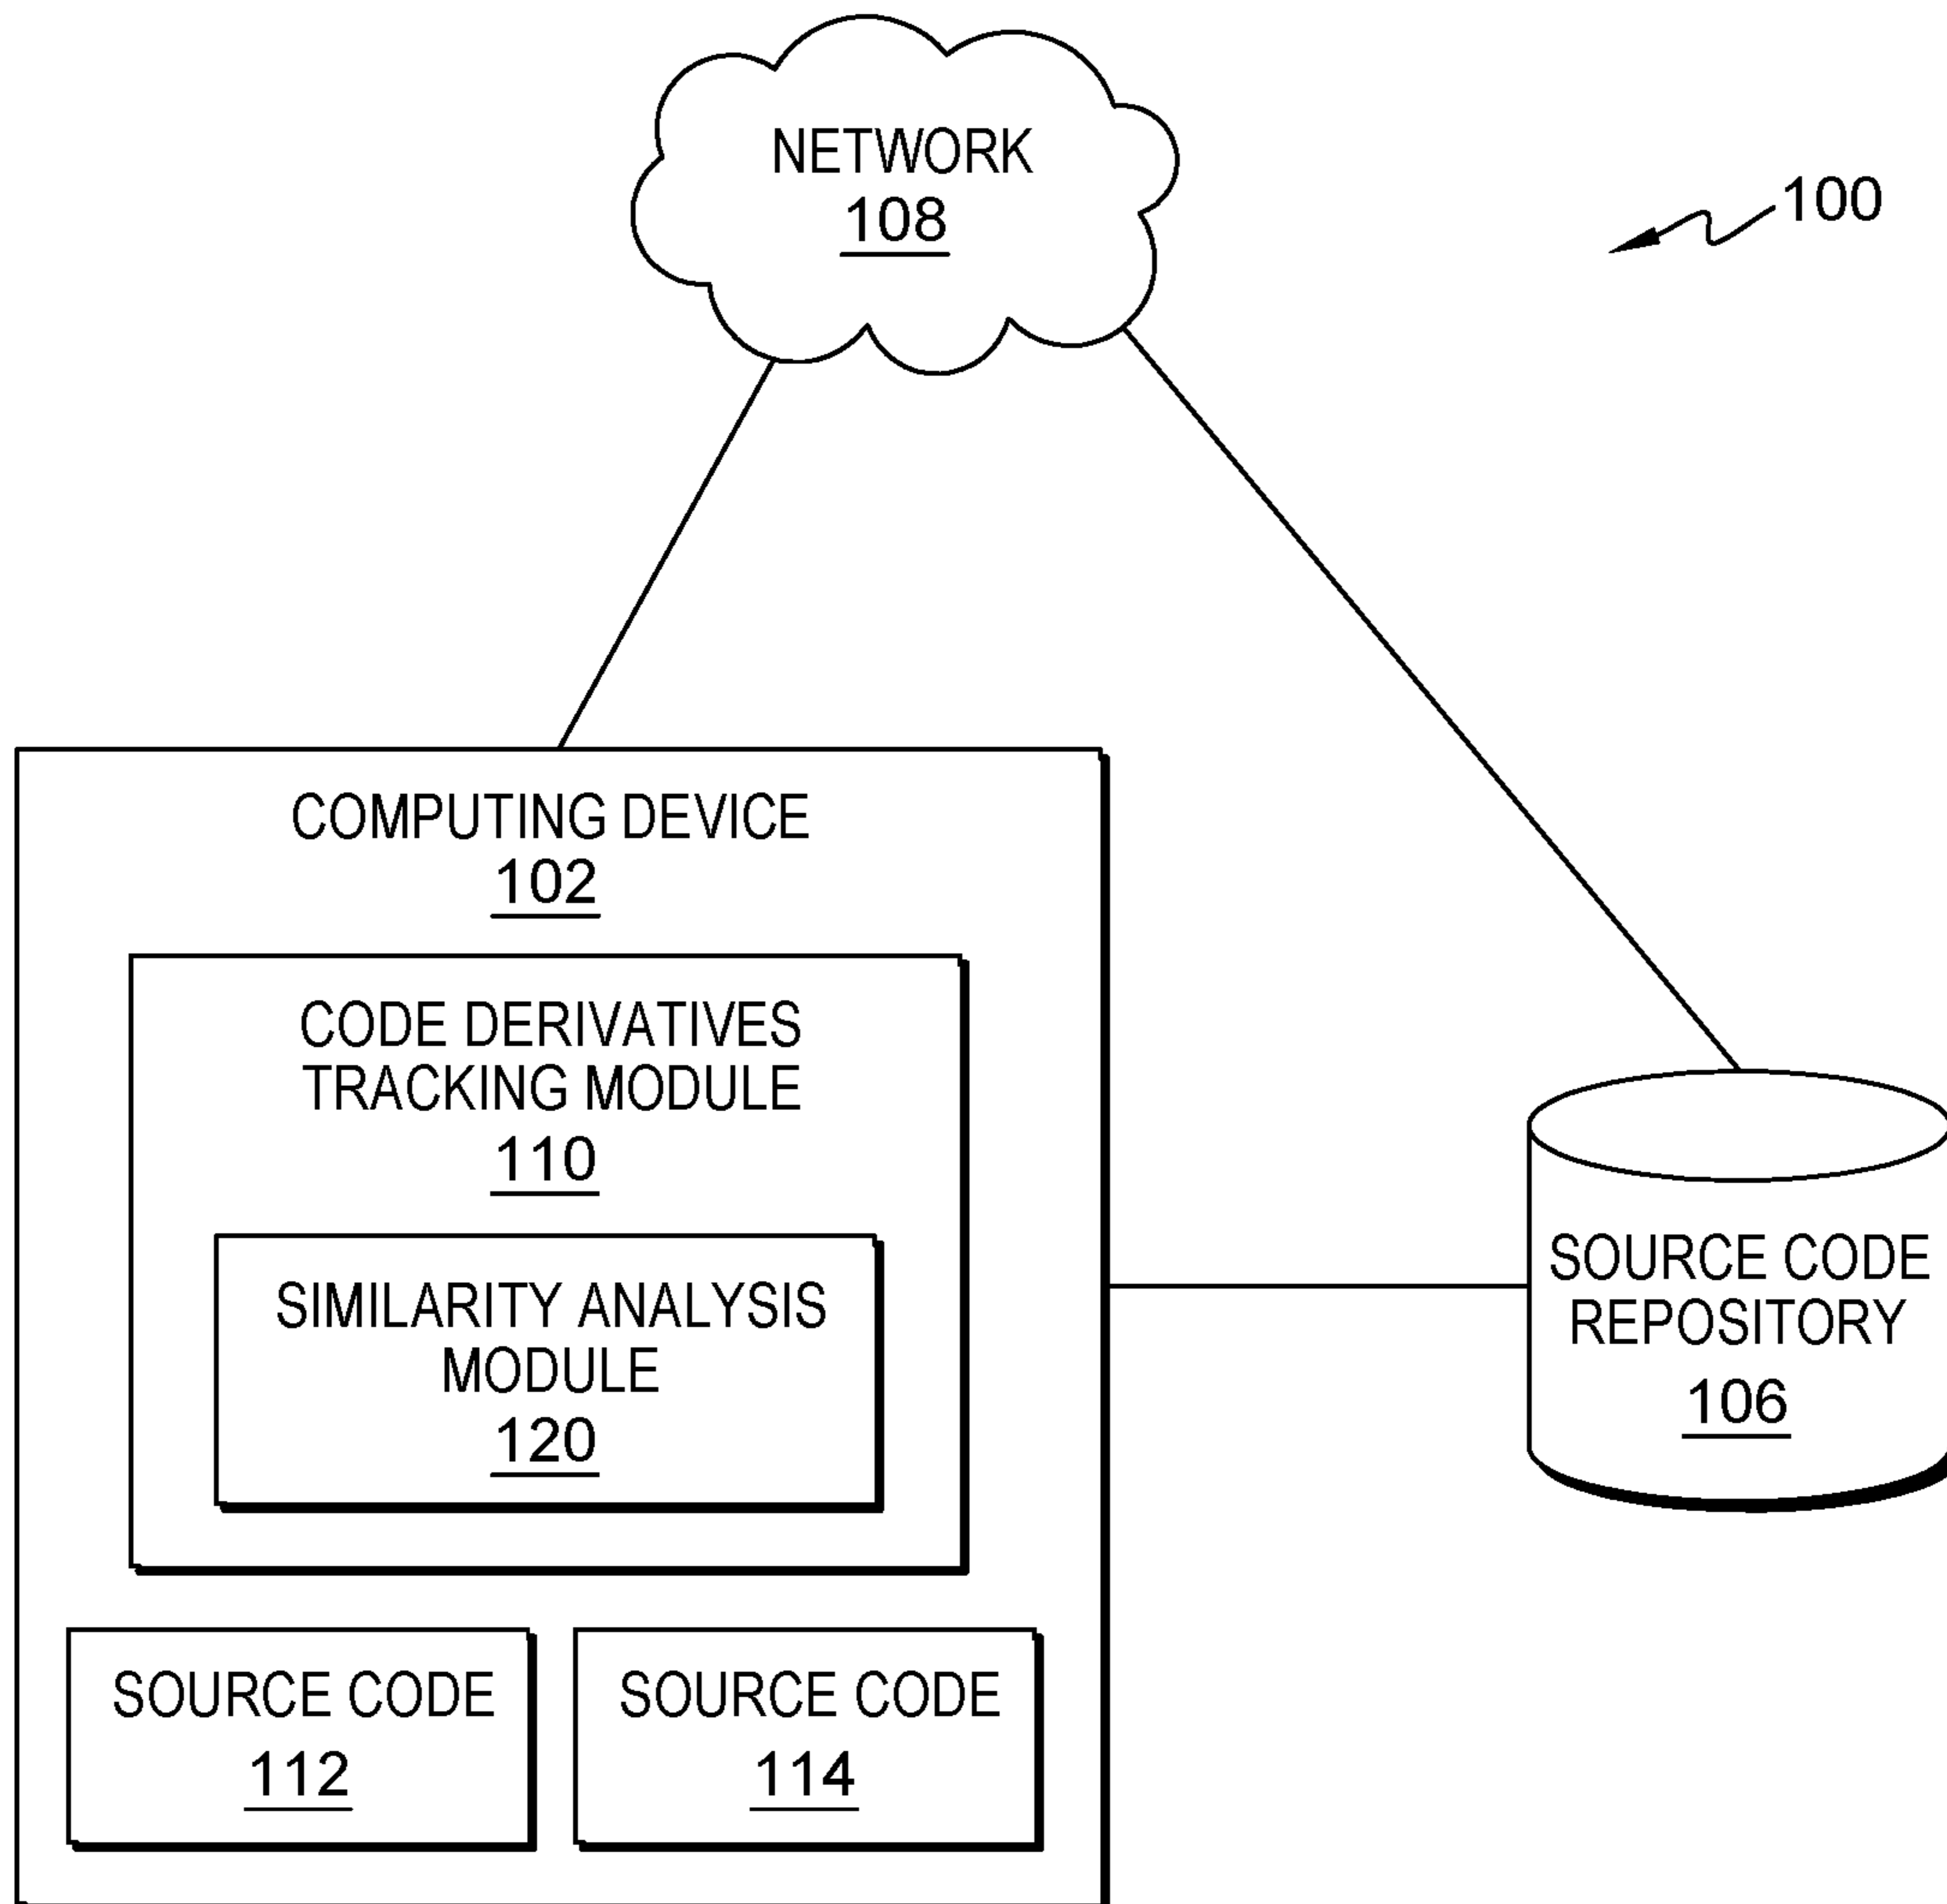 NETWORK
108
100
COMPUTING DEVICE
102
CODE DERIVATIVES
TRACKING MODULE
110
SIMILARITY ANALYSIS
MODULE
120
SOURCE CODE
REPOSITORY
106
SOURCE CODE
112
SOURCE CODE
114